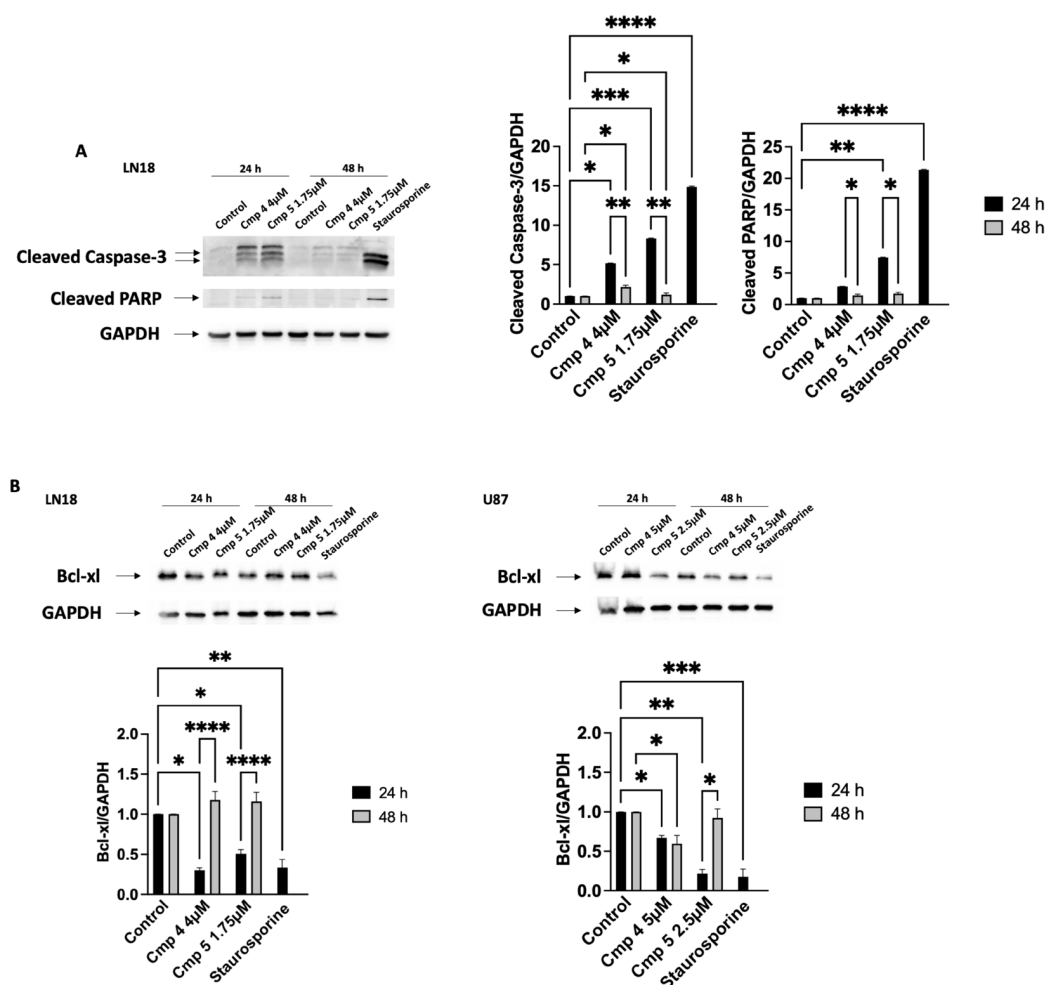 A
LN18
24 h
48 h
Control
Cmp 4 4μM
Cmp 5 1.75μM
Control
Cmp 4 4μM
Cmp 5 1.75μM
Staurosporine
Cleaved Caspase-3
Cleaved PARP
GAPDH
****
*
***
*
*
**
**
Cleaved Caspase-3/GAPDH
20
15
10
5
0
Control
Cmp 4 4μM
Cmp 5 1.75μM
Staurosporine
****
**
*
*
Cleaved PARP/GAPDH
25
20
15
10
5
0
Control
Cmp 4 4μM
Cmp 5 1.75μM
Staurosporine
24 h
48 h
B
LN18
24 h
48 h
Control
Cmp 4 4μM
Cmp 5 1.75μM
Control
Cmp 4 4μM
Cmp 5 1.75μM
Staurosporine
Bcl-xl
GAPDH
**
*
****
*
****
Bcl-xl/GAPDH
2.0
1.5
1.0
0.5
0.0
Control
Cmp 4 4μM
Cmp 5 1.75μM
Staurosporine
24 h
48 h
U87
24 h
48 h
Control
Cmp 4 5μM
Cmp 5 2.5μM
Control
Cmp 4 5μM
Cmp 5 2.5μM
Staurosporine
Bcl-xl
GAPDH
***
**
*
*
*
Bcl-xl/GAPDH
2.0
1.5
1.0
0.5
0.0
Control
Cmp 4 5μM
Cmp 5 2.5μM
Staurosporine
24 h
48 h